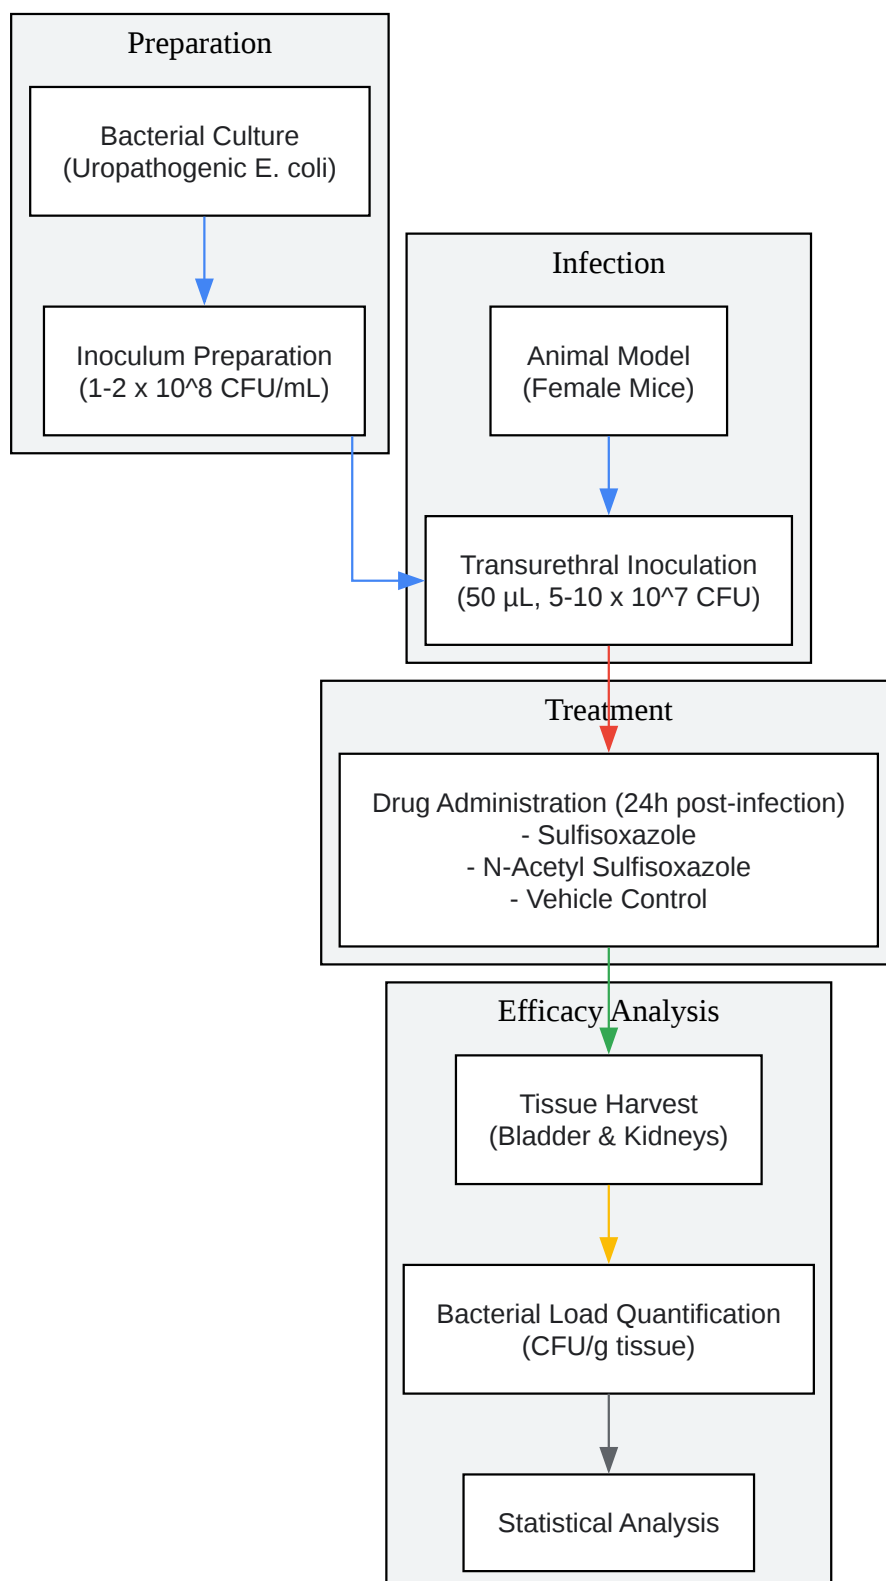 Preparation
Bacterial Culture
(Uropathogenic E. coli)
Inoculum Preparation
(1-2 x 10^8 CFU/mL)
Infection
Animal Model
(Female Mice)
Transurethral Inoculation
(50 µL, 5-10 x 10^7 CFU)
Treatment
Drug Administration (24h post-infection)
- Sulfisoxazole
- N-Acetyl Sulfisoxazole
- Vehicle Control
Efficacy Analysis
Tissue Harvest
(Bladder & Kidneys)
Bacterial Load Quantification
(CFU/g tissue)
Statistical Analysis